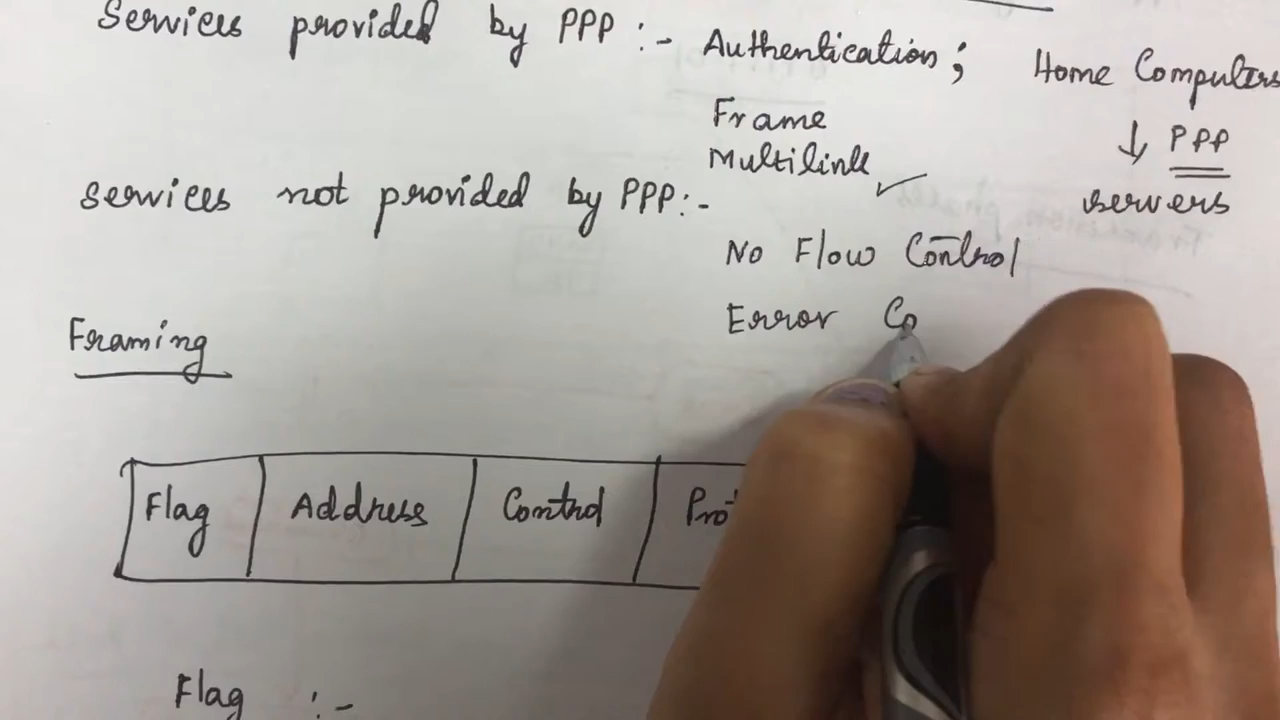 Services provided by PPP :- Authentication ; Home Computers
Frame
Multilink
↓ PPP
servers
services not provided by PPP:-
No Flow Control
Error Co
Framing
Flag Address Control Prot
Flag :-